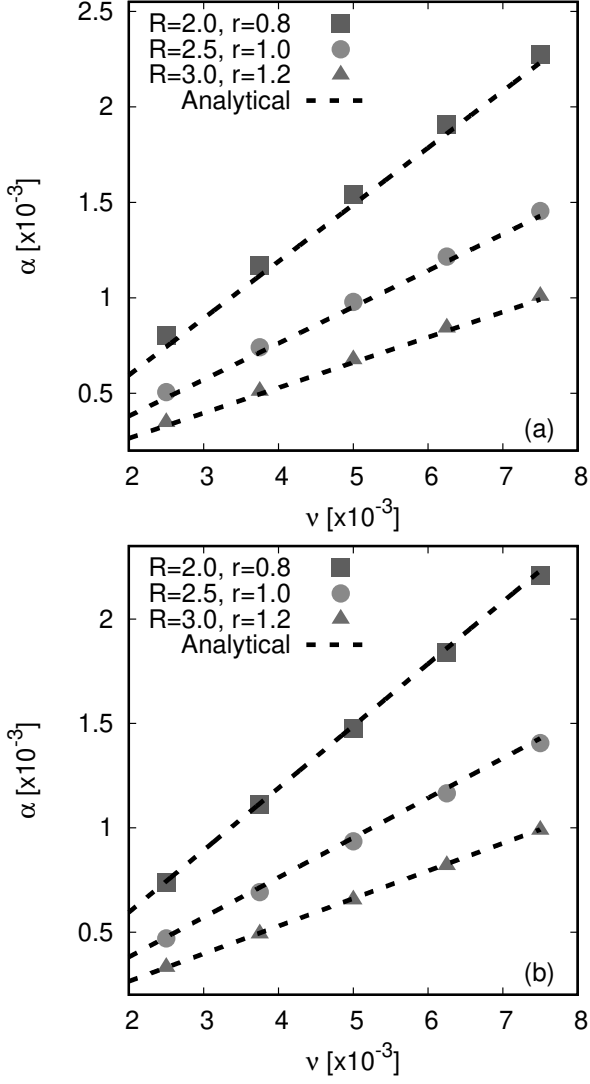 R=2.0, r=0.8
R=2.5, r=1.0
R=3.0, r=1.2
Analytical
2.5
2
1.5
1
0.5
α [x10⁻³]
(a)
2 3 4 5 6 7 8
ν [x10⁻³]
R=2.0, r=0.8
R=2.5, r=1.0
R=3.0, r=1.2
Analytical
2
1.5
1
0.5
α [x10⁻³]
(b)
2 3 4 5 6 7 8
ν [x10⁻³]